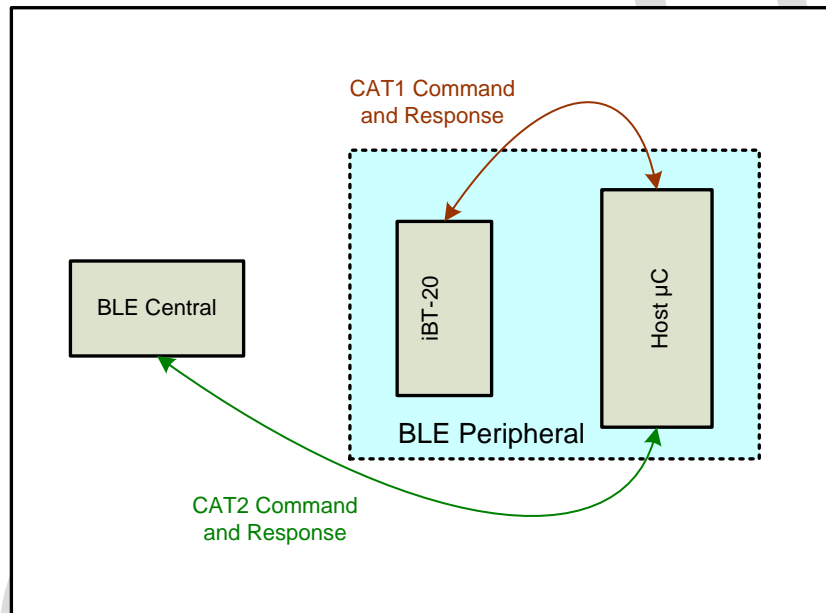 CAT1 Command
and Response
BLE Central
iBT-20
Host µC
BLE Peripheral
CAT2 Command
and Response